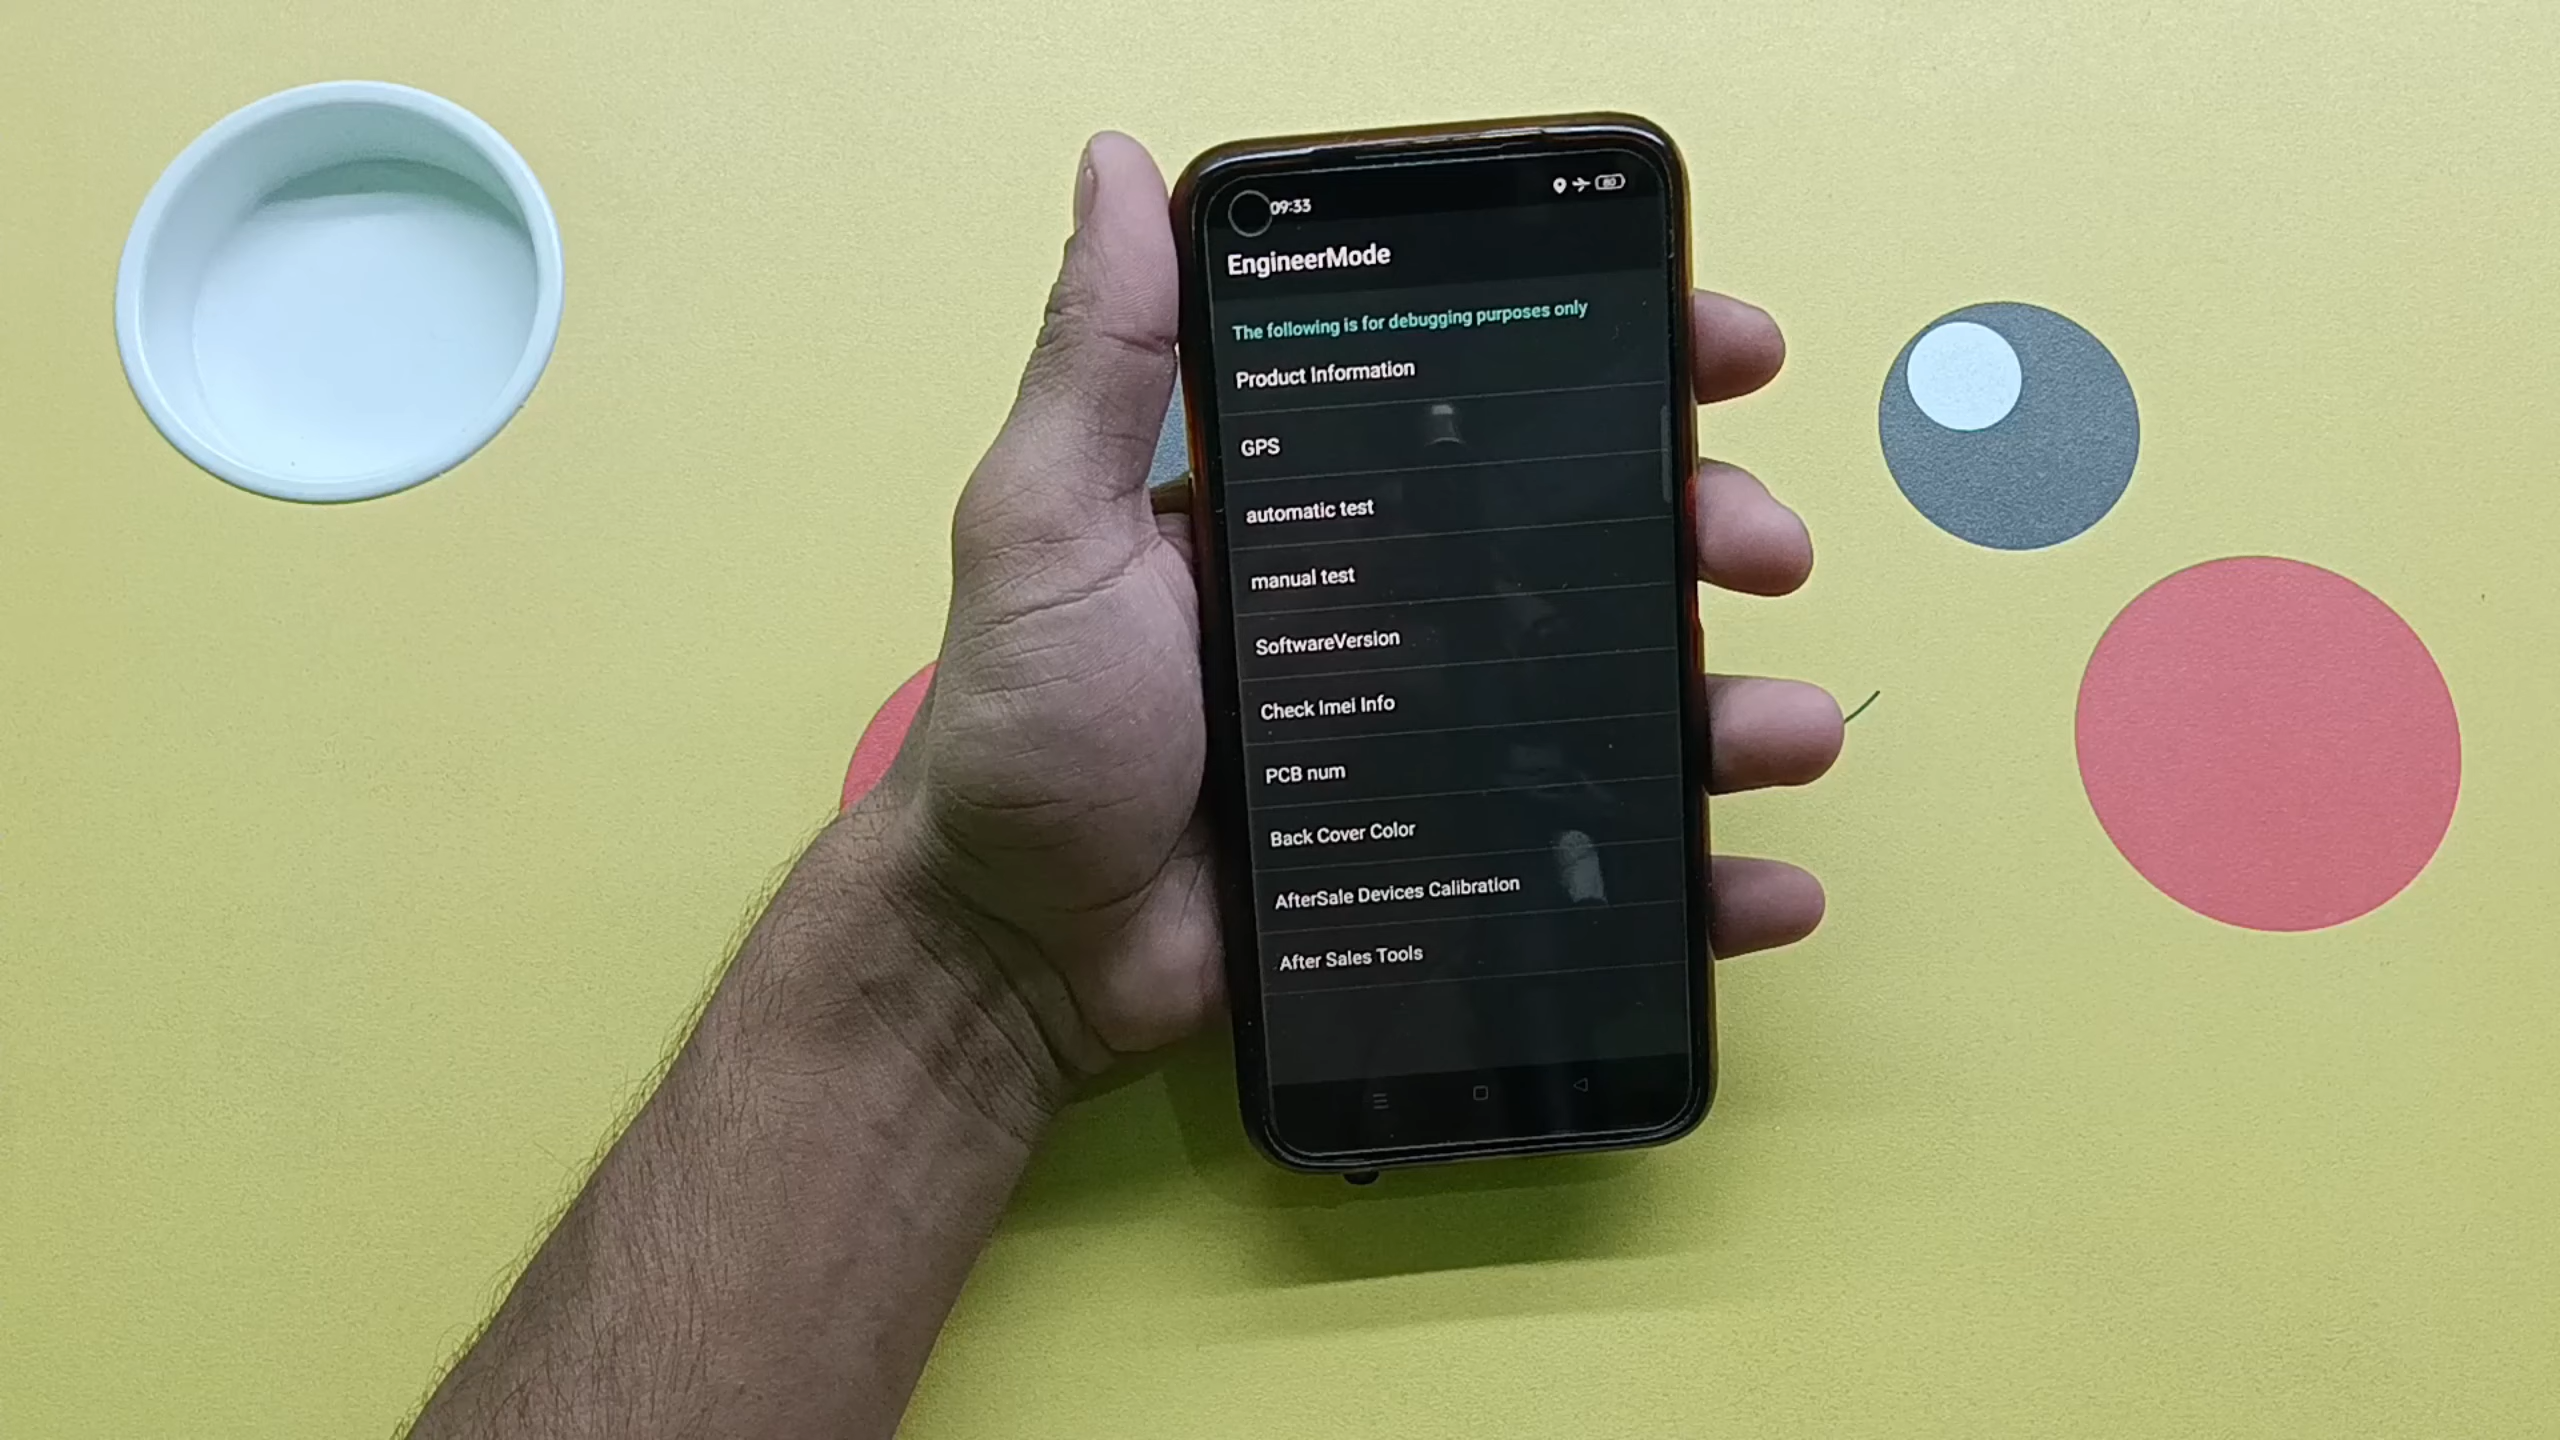 09:33
80
EngineerMode
The following is for debugging purposes only
Product Information
GPS
automatic test
manual test
SoftwareVersion
Check Imei Info
PCB num
Back Cover Color
AfterSale Devices Calibration
After Sales Tools